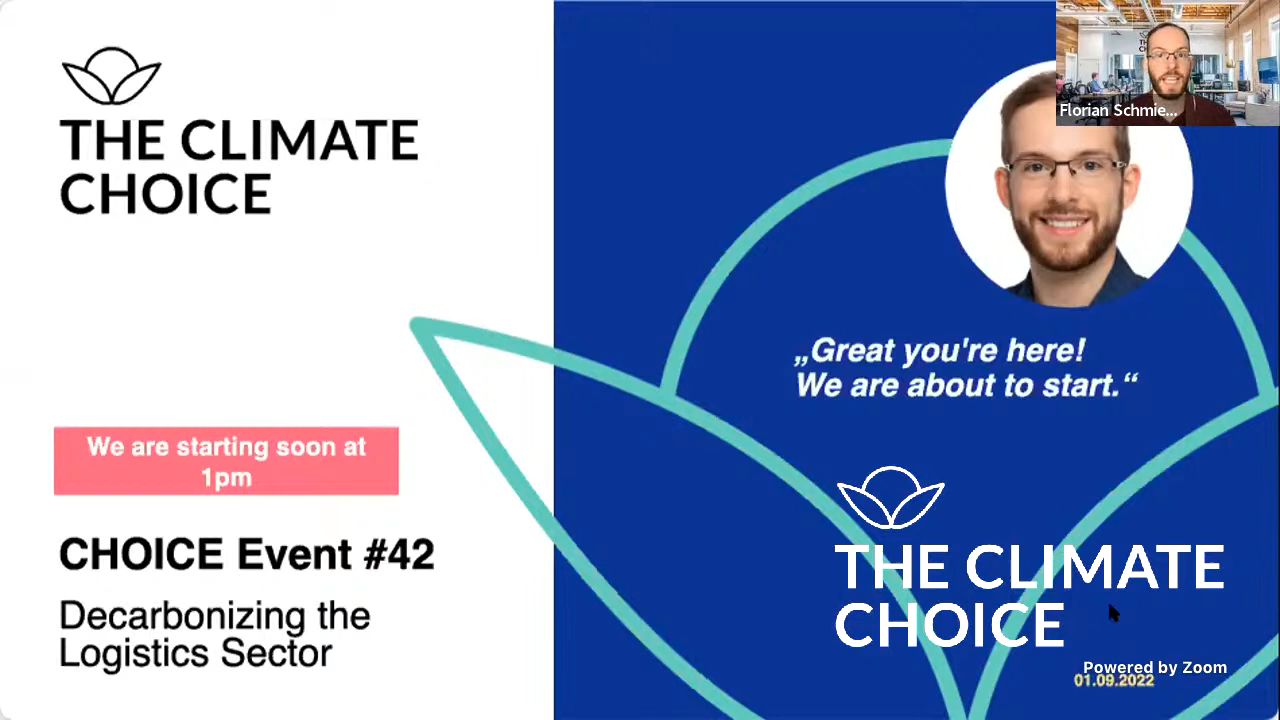 THE CLIMATE
CHOICE
We are starting soon at
1pm
CHOICE Event #42
Decarbonizing the
Logistics Sector
Florian Schmie...
„Great you're here!
We are about to start.“
THE CLIMATE
CHOICE
Powered by Zoom
01.09.2022